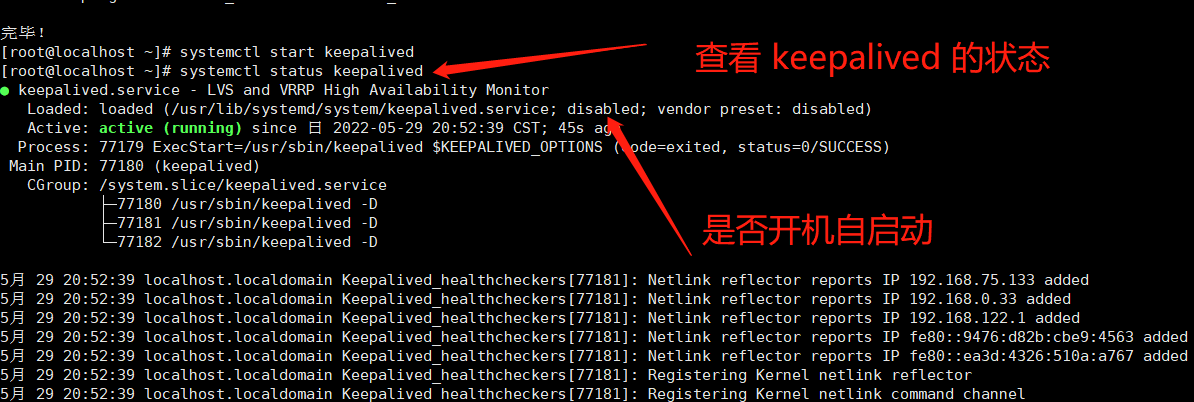 完毕！
[root@localhost ~]# systemctl start keepalived
[root@localhost ~]# systemctl status keepalived
查看 keepalived 的状态
● keepalived.service - LVS and VRRP High Availability Monitor
Loaded: loaded (/usr/lib/systemd/system/keepalived.service; disabled; vendor preset: disabled)
Active: active (running) since 日 2022-05-29 20:52:39 CST; 45s ago
Process: 77179 ExecStart=/usr/sbin/keepalived $KEEPALIVED_OPTIONS (code=exited, status=0/SUCCESS)
Main PID: 77180 (keepalived)
CGroup: /system.slice/keepalived.service
├─77180 /usr/sbin/keepalived -D
├─77181 /usr/sbin/keepalived -D
└─77182 /usr/sbin/keepalived -D
是否开机自启动
5月 29 20:52:39 localhost.localdomain Keepalived_healthcheckers[77181]: Netlink reflector reports IP 192.168.75.133 added
5月 29 20:52:39 localhost.localdomain Keepalived_healthcheckers[77181]: Netlink reflector reports IP 192.168.0.33 added
5月 29 20:52:39 localhost.localdomain Keepalived_healthcheckers[77181]: Netlink reflector reports IP 192.168.122.1 added
5月 29 20:52:39 localhost.localdomain Keepalived_healthcheckers[77181]: Netlink reflector reports IP fe80::9476:d82b:cbe9:4563 added
5月 29 20:52:39 localhost.localdomain Keepalived_healthcheckers[77181]: Netlink reflector reports IP fe80::ea3d:4326:510a:a767 added
5月 29 20:52:39 localhost.localdomain Keepalived_healthcheckers[77181]: Registering Kernel netlink reflector
5月 29 20:52:39 localhost.localdomain Keepalived_healthcheckers[77181]: Registering Kernel netlink command channel